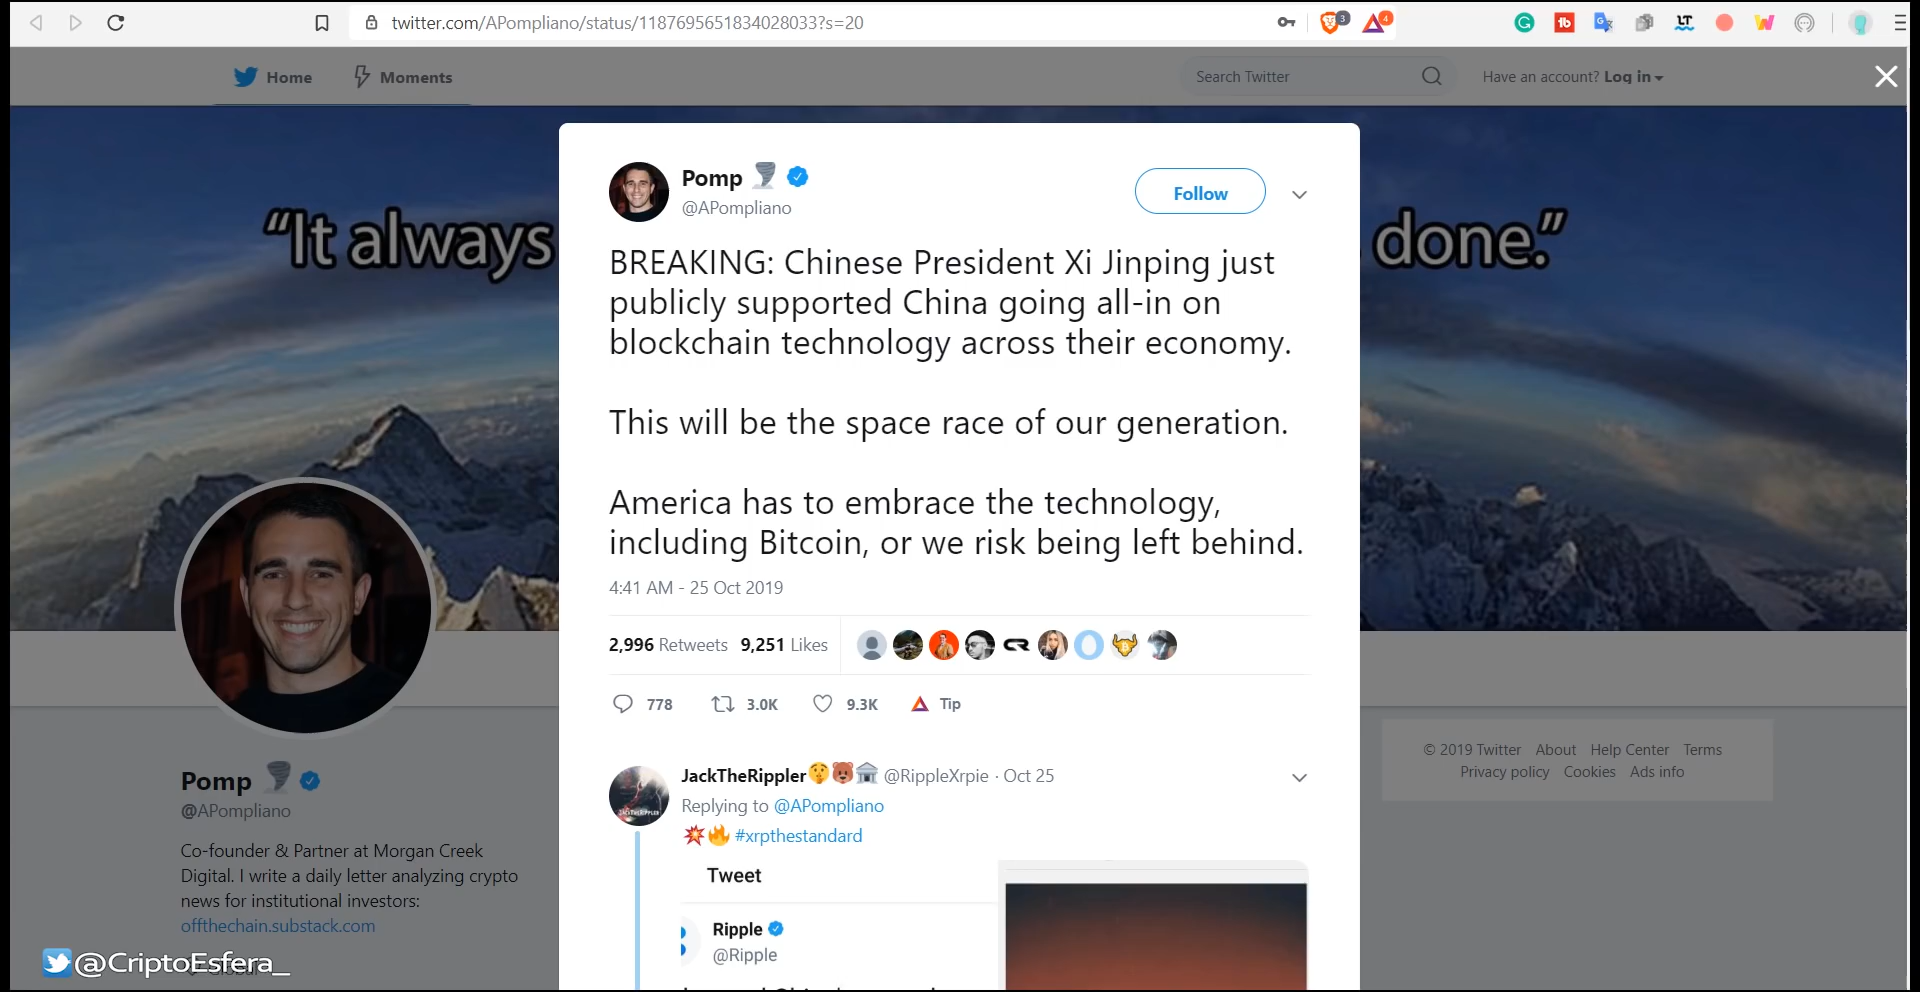 twitter.com/APompliano/status/1187695651834028033?s=20
3
4
Home
Moments
Search Twitter
Have an account? Log in
“It always
done.”
Pomp
@APompliano
Follow
BREAKING: Chinese President Xi Jinping just
publicly supported China going all-in on
blockchain technology across their economy.
This will be the space race of our generation.
America has to embrace the technology,
including Bitcoin, or we risk being left behind.
4:41 AM - 25 Oct 2019
2,996 Retweets 9,251 Likes
778
3.0K
9.3K
Tip
JackTheRippler @RippleXrpie · Oct 25
Replying to @APompliano
#xrpthestandard
Tweet
Ripple
@Ripple
Pomp
@APompliano
Co-founder & Partner at Morgan Creek
Digital. I write a daily letter analyzing crypto
news for institutional investors:
offthechain.substack.com
@CriptoEsfera_
© 2019 Twitter About Help Center Terms
Privacy policy Cookies Ads info